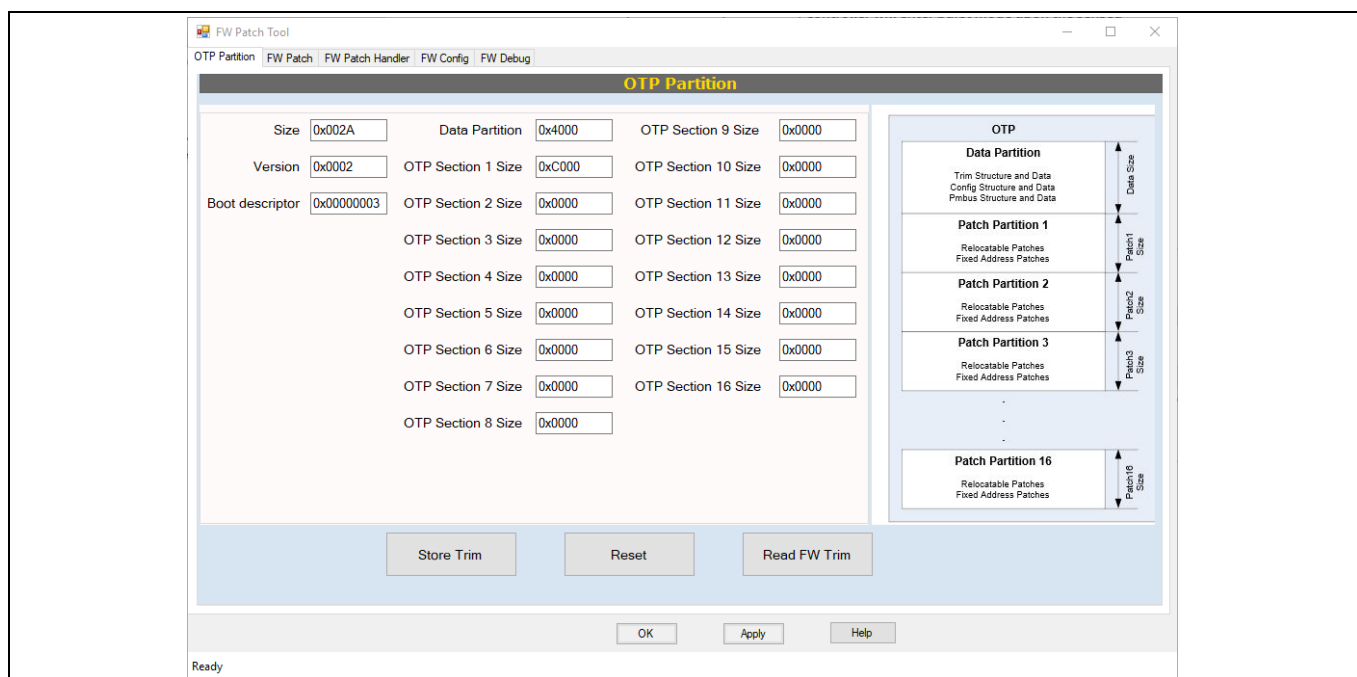 FW Patch Tool
OTP Partition FW Patch FW Patch Handler FW Config FW Debug
OTP Partition
Size 0x002A Data Partition 0x4000 OTP Section 9 Size 0x0000
Version 0x0002 OTP Section 1 Size 0xC000 OTP Section 10 Size 0x0000
Boot descriptor 0x00000003 OTP Section 2 Size 0x0000 OTP Section 11 Size 0x0000
OTP Section 3 Size 0x0000 OTP Section 12 Size 0x0000
OTP Section 4 Size 0x0000 OTP Section 13 Size 0x0000
OTP Section 5 Size 0x0000 OTP Section 14 Size 0x0000
OTP Section 6 Size 0x0000 OTP Section 15 Size 0x0000
OTP Section 7 Size 0x0000 OTP Section 16 Size 0x0000
OTP Section 8 Size 0x0000
OTP
Data Partition
Trim Structure and Data
Config Structure and Data
Pmbus Structure and Data
Data Size
Patch Partition 1
Relocatable Patches
Fixed Address Patches
Patch1
Size
Patch Partition 2
Relocatable Patches
Fixed Address Patches
Patch2
Size
Patch Partition 3
Relocatable Patches
Fixed Address Patches
Patch3
Size
.
.
.
Patch Partition 16
Relocatable Patches
Fixed Address Patches
Patch16
Size
Store Trim Reset Read FW Trim
OK Apply Help
Ready